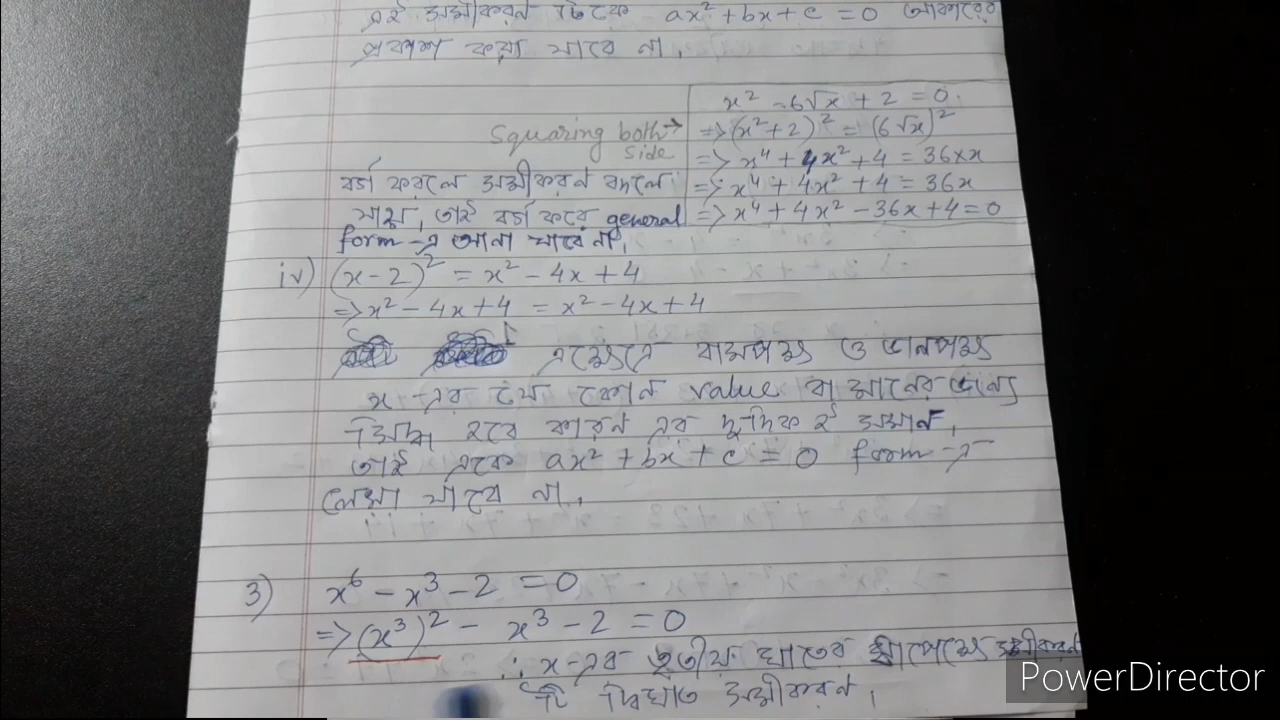 এই সমীকরণ টিকে ax² + bx + c = 0 আকারের
প্রকাশ করা যাবে না।
x² - 6√x + 2 = 0.
Squaring both side → => (x² + 2)² = (6√x)²
=> x⁴ + 4x² + 4 = 36 × x
=> x⁴ + 4x² + 4 = 36x
=> x⁴ + 4x² - 36x + 4 = 0
বর্গ করলে সমীকরণ বদলে
যায়, তাই বর্গ করে general
form-এ আনা যাবে না।
iv) (x - 2)² = x² - 4x + 4
=> x² - 4x + 4 = x² - 4x + 4
এক্ষেত্রে বামপক্ষ ও ডানপক্ষ
x-এর যে কোন value বা মানের জন্য
সিদ্ধ হবে কারণ এর দুদিক ই সমান।
তাই একে ax² + bx + c = 0 form-এ
লেখা যাবে না।
3) x⁶ - x³ - 2 = 0
=> (x³)² - x³ - 2 = 0
∴ x-এর তৃতীয় ঘাতের সাপেক্ষে সমীকরণ
টি দ্বিঘাত সমীকরণ।
PowerDirector